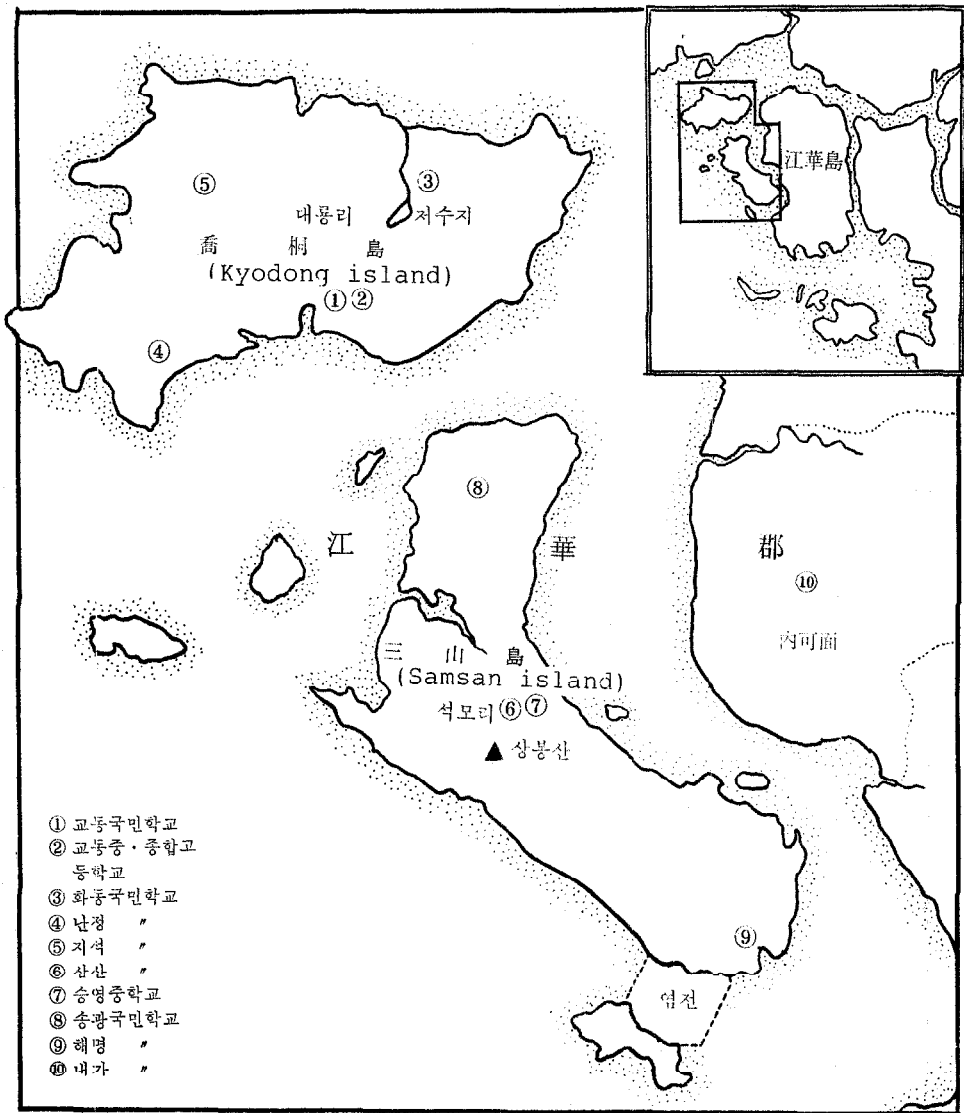 江華島
⑤
③
대룡리
저수지
喬桐島
(Kyodong island)
① ②
④
⑧
江華郡
⑩
內可面
三山島
(Samsan island)
석모리 ⑥ ⑦
▲ 상봉산
⑨
염전
① 교동국민학교
② 교동중·종합고
등학교
③ 화동국민학교
④ 난정 〃
⑤ 지석 〃
⑥ 삼산 〃
⑦ 승영중학교
⑧ 송광국민학교
⑨ 해명 〃
⑩ 내가 〃